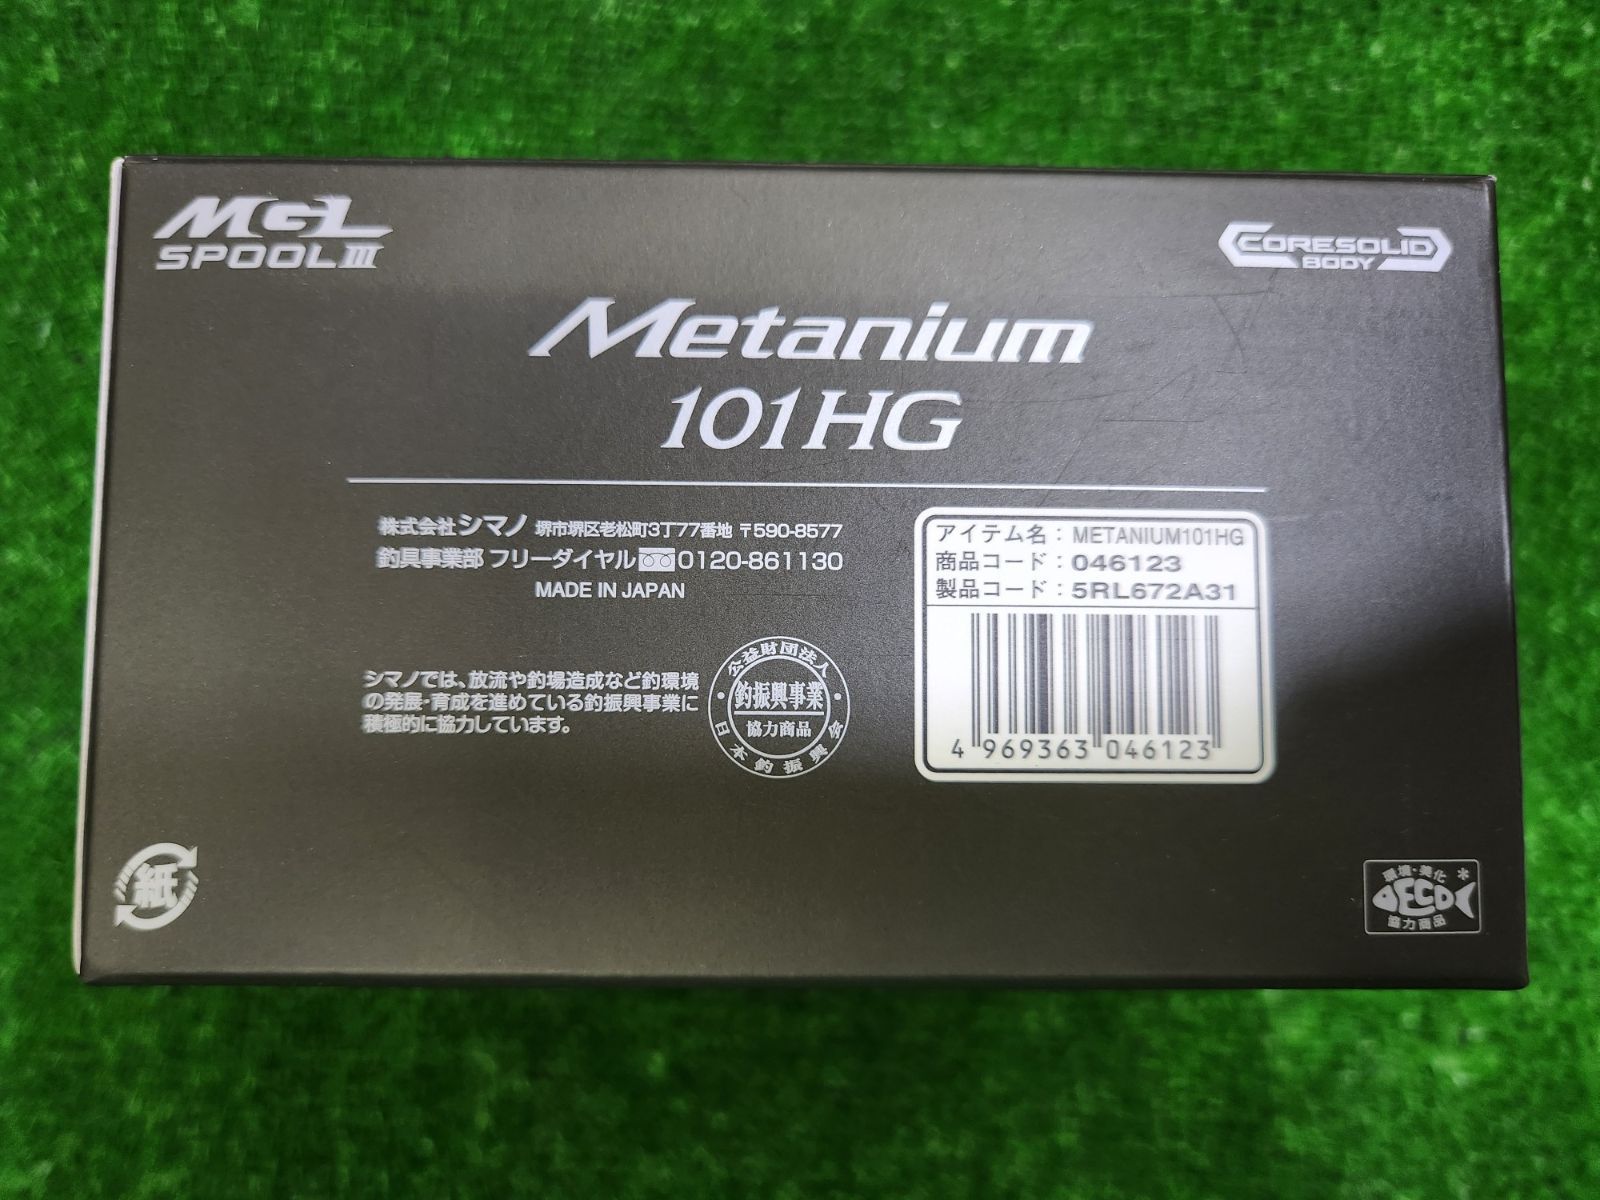 MGL
SPOOL III
CORESOLID
BODY
Metanium
101HG
株式会社シマノ 堺市堺区老松町3丁77番地 〒590-8577
釣具事業部 フリーダイヤル 0120-861130
MADE IN JAPAN
アイテム名：METANIUM101HG
商品コード：046123
製品コード：5RL672A31
4 969363 046123
シマノでは、放流や釣場造成など釣環境
の発展・育成を進めている釣振興事業に
積極的に協力しています。
公益財団法人
釣振興事業
協力商品
日本釣振興会
紙
環境・美化
ECO
協力商品